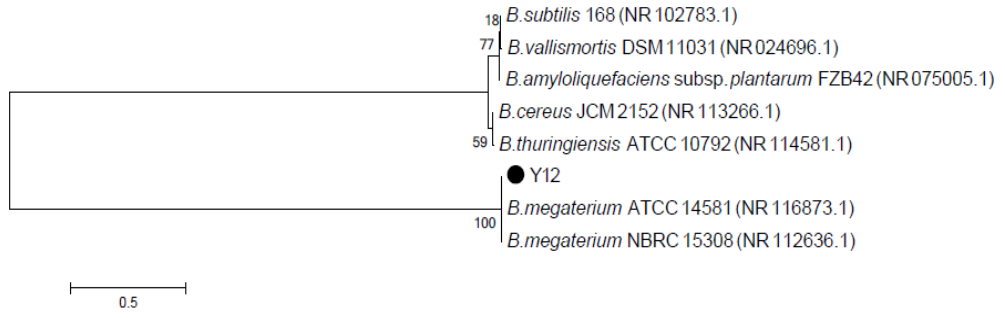 18
B.subtilis 168 (NR 102783.1)
77
B.vallismortis DSM 11031 (NR 024696.1)
B.amyloliquefaciens subsp. plantarum FZB42 (NR 075005.1)
B.cereus JCM 2152 (NR 113266.1)
59
B.thuringiensis ATCC 10792 (NR 114581.1)
Y12
B.megaterium ATCC 14581 (NR 116873.1)
100
B.megaterium NBRC 15308 (NR 112636.1)
0.5